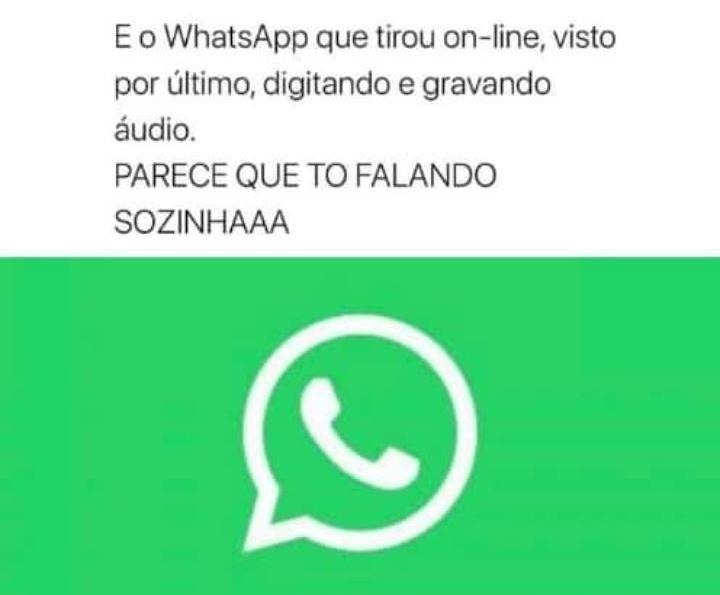 E o WhatsApp que tirou on-line, visto
por último, digitando e gravando
áudio.
PARECE QUE TO FALANDO
SOZINHAAA